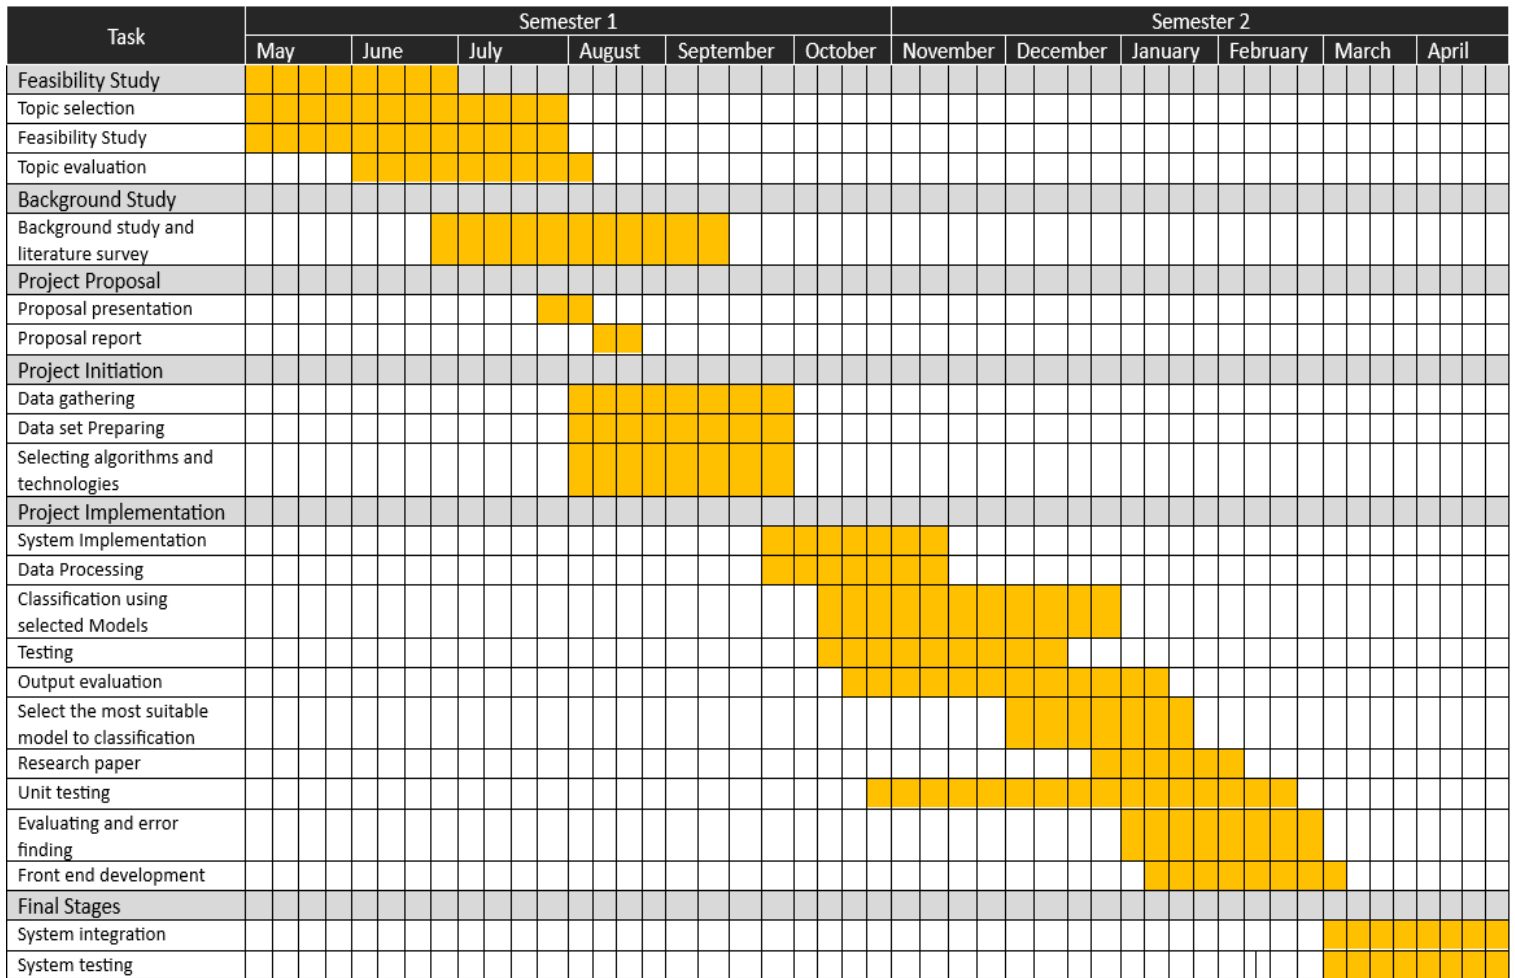 Task
Semester 1
Semester 2
May
June
July
August
September
October
November
December
January
February
March
April
Feasibility Study
Topic selection
Feasibility Study
Topic evaluation
Background Study
Background study and
literature survey
Project Proposal
Proposal presentation
Proposal report
Project Initiation
Data gathering
Data set Preparing
Selecting algorithms and
technologies
Project Implementation
System Implementation
Data Processing
Classification using
selected Models
Testing
Output evaluation
Select the most suitable
model to classification
Research paper
Unit testing
Evaluating and error
finding
Front end development
Final Stages
System integration
System testing